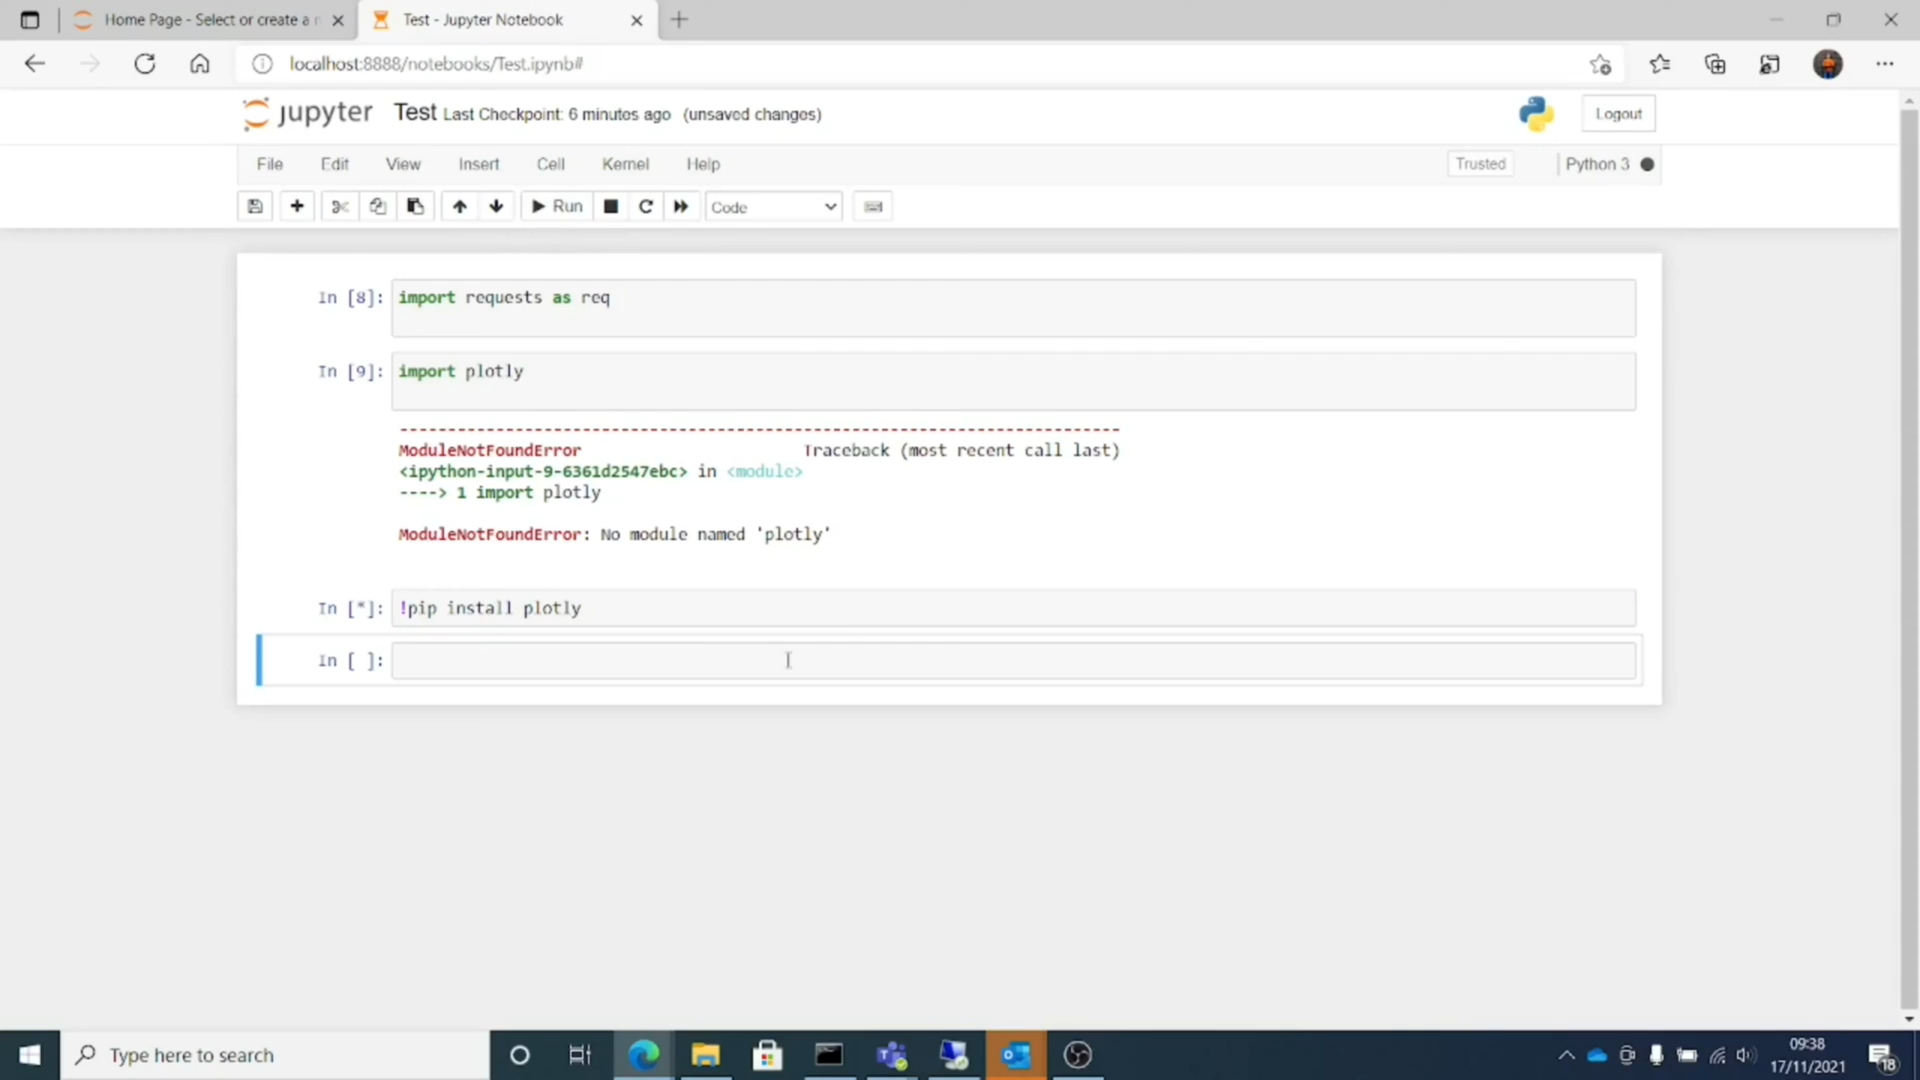 Home Page - Select or create a n
Test - Jupyter Notebook
localhost:8888/notebooks/Test.ipynb#
jupyter Test Last Checkpoint: 6 minutes ago (unsaved changes)
Logout
File Edit View Insert Cell Kernel Help
Trusted
Python 3
Run
Code
In [8]: import requests as req
In [9]: import plotly
---------------------------------------------------------------------------
ModuleNotFoundError Traceback (most recent call last)
<ipython-input-9-6361d2547ebc> in <module>
----> 1 import plotly
ModuleNotFoundError: No module named 'plotly'
In [*]: !pip install plotly
In [ ]:
Type here to search
09:38
17/11/2021
18